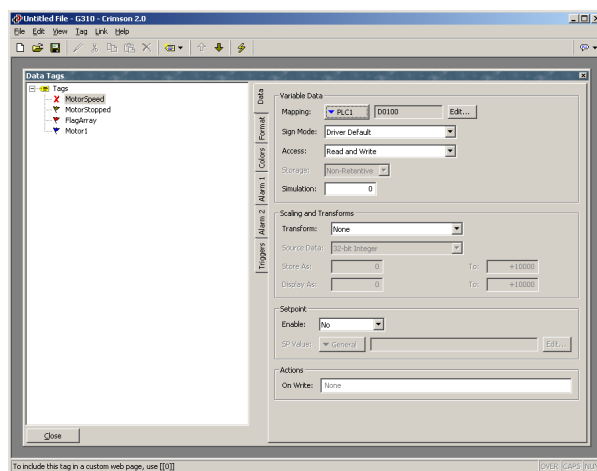 Untitled File - G310 - Crimson 2.0
File Edit View Tag Link Help
Data Tags
Tags
MotorSpeed
MotorStopped
FlagArray
Motor1
Data
Format
Colors
Alarm 1
Alarm 2
Triggers
Variable Data
Mapping: PLC1 D0100 Edit...
Sign Mode: Driver Default
Access: Read and Write
Storage: Non-Retentive
Simulation: 0
Scaling and Transforms
Transform: None
Source Data: 32-bit Integer
Store As: 0 To: +10000
Display As: 0 To: +10000
Setpoint
Enable: No
SP Value: General Edit...
Actions
On Write: None
Close
To include this tag in a custom web page, use [[0]]
OVER CAPS NUM